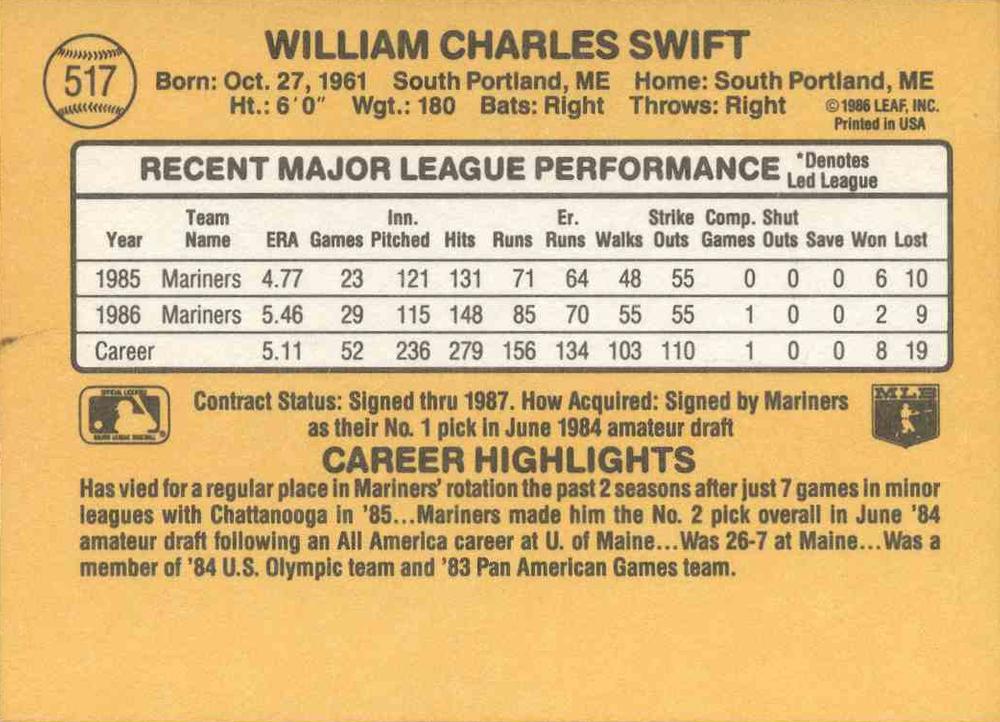 517
WILLIAM CHARLES SWIFT
Born: Oct. 27, 1961 South Portland, ME Home: South Portland, ME
Ht.: 6'0" Wgt.: 180 Bats: Right Throws: Right ©1986 LEAF, INC.
Printed in USA
RECENT MAJOR LEAGUE PERFORMANCE *Denotes
Led League
Team Inn. Er. Strike Comp. Shut
Year Name ERA Games Pitched Hits Runs Runs Walks Outs Games Outs Save Won Lost
1985 Mariners 4.77 23 121 131 71 64 48 55 0 0 0 6 10
1986 Mariners 5.46 29 115 148 85 70 55 55 1 0 0 2 9
Career 5.11 52 236 279 156 134 103 110 1 0 0 8 19
Contract Status: Signed thru 1987. How Acquired: Signed by Mariners
as their No. 1 pick in June 1984 amateur draft
MLB
CAREER HIGHLIGHTS
Has vied for a regular place in Mariners' rotation the past 2 seasons after just 7 games in minor
leagues with Chattanooga in '85...Mariners made him the No. 2 pick overall in June '84
amateur draft following an All America career at U. of Maine...Was 26-7 at Maine...Was a
member of '84 U.S. Olympic team and '83 Pan American Games team.